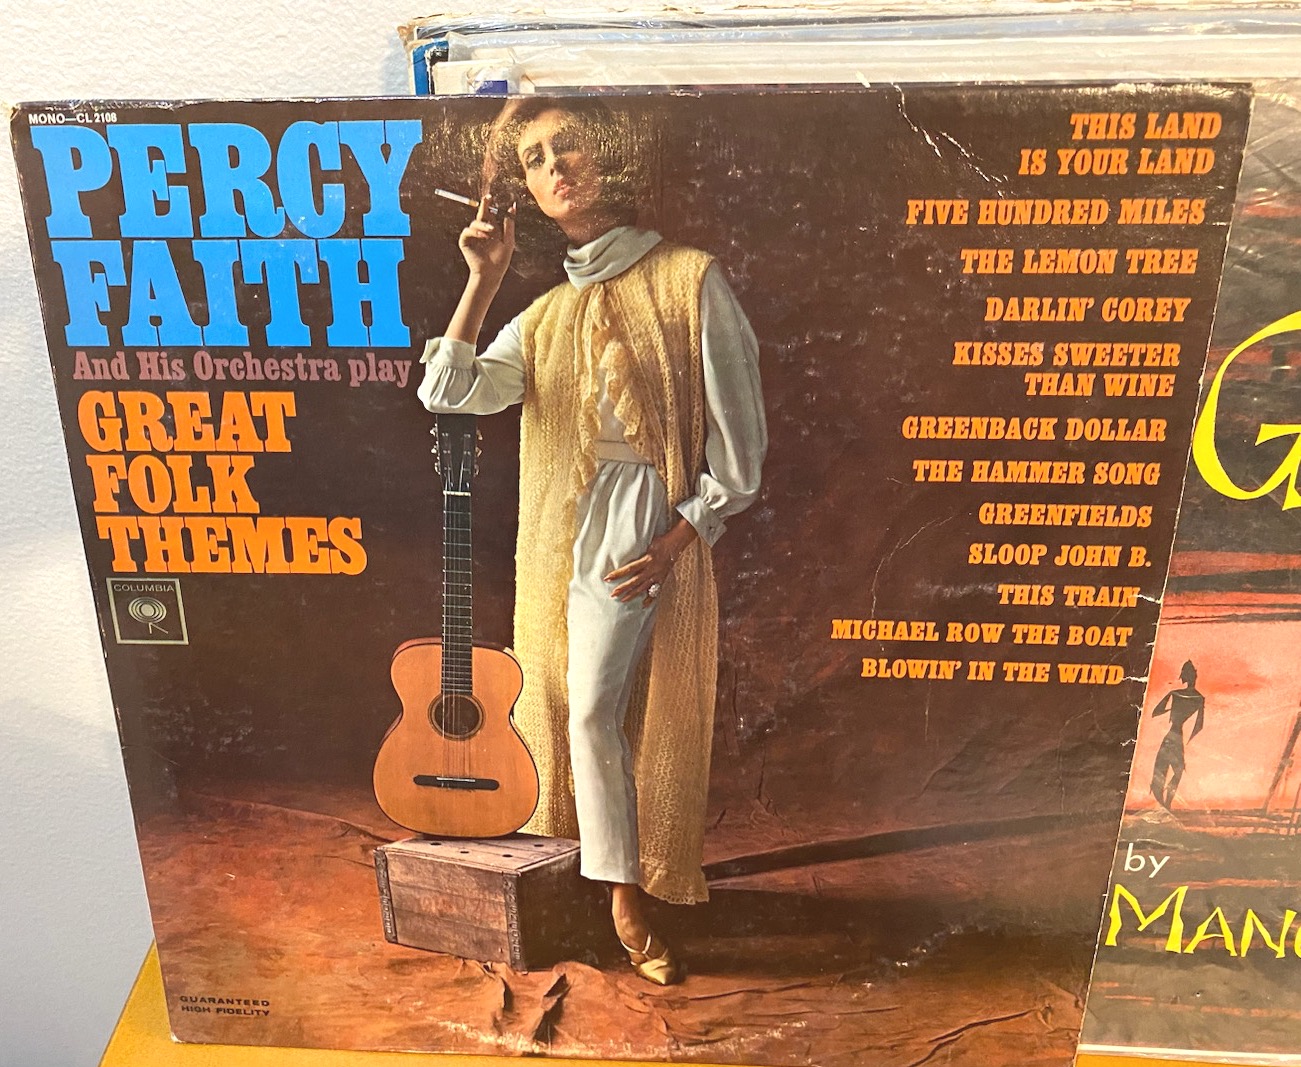 MONO—CL 2108
PERCY
FAITH
And His Orchestra play
GREAT
FOLK
THEMES
COLUMBIA
GUARANTEED
HIGH FIDELITY
THIS LAND
IS YOUR LAND
FIVE HUNDRED MILES
THE LEMON TREE
DARLIN' COREY
KISSES SWEETER
THAN WINE
GREENBACK DOLLAR
THE HAMMER SONG
GREENFIELDS
SLOOP JOHN B.
THIS TRAIN
MICHAEL ROW THE BOAT
BLOWIN' IN THE WIND
G
by
MAN